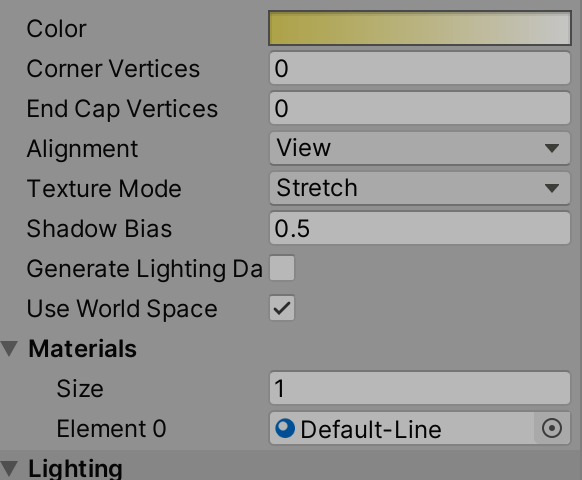 Color
Corner Vertices 0
End Cap Vertices 0
Alignment View
Texture Mode Stretch
Shadow Bias 0.5
Generate Lighting Da
Use World Space
Materials
Size 1
Element 0 Default-Line
Lighting